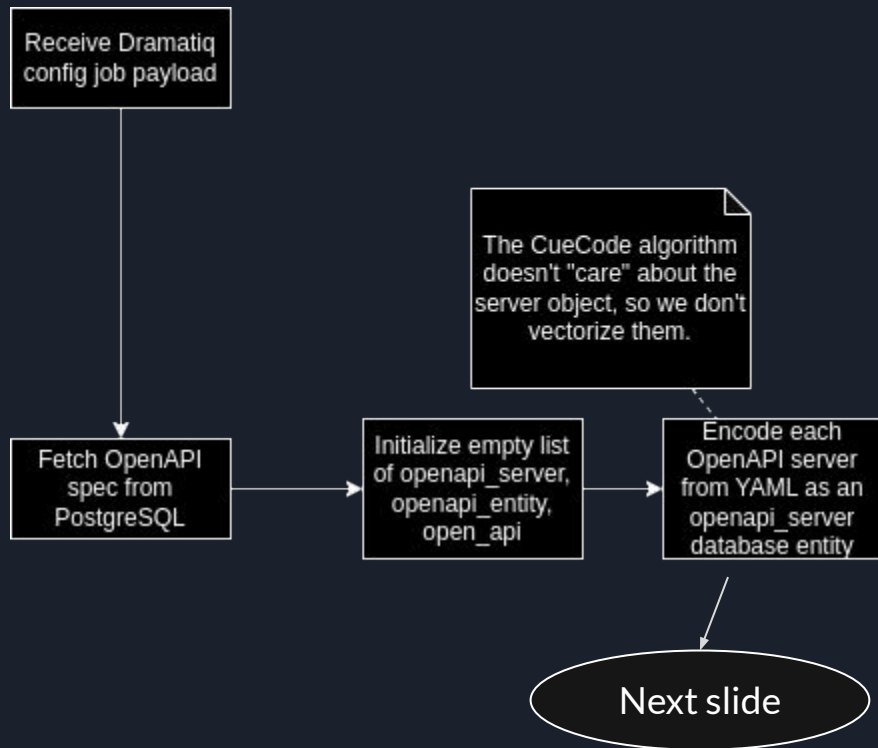 Receive Dramatiq
config job payload
The CueCode algorithm
doesn't "care" about the
server object, so we don't
vectorize them.
Fetch OpenAPI
spec from
PostgreSQL
Initialize empty list
of openapi_server,
openapi_entity,
open_api
Encode each
OpenAPI server
from YAML as an
openapi_server
database entity
Next slide